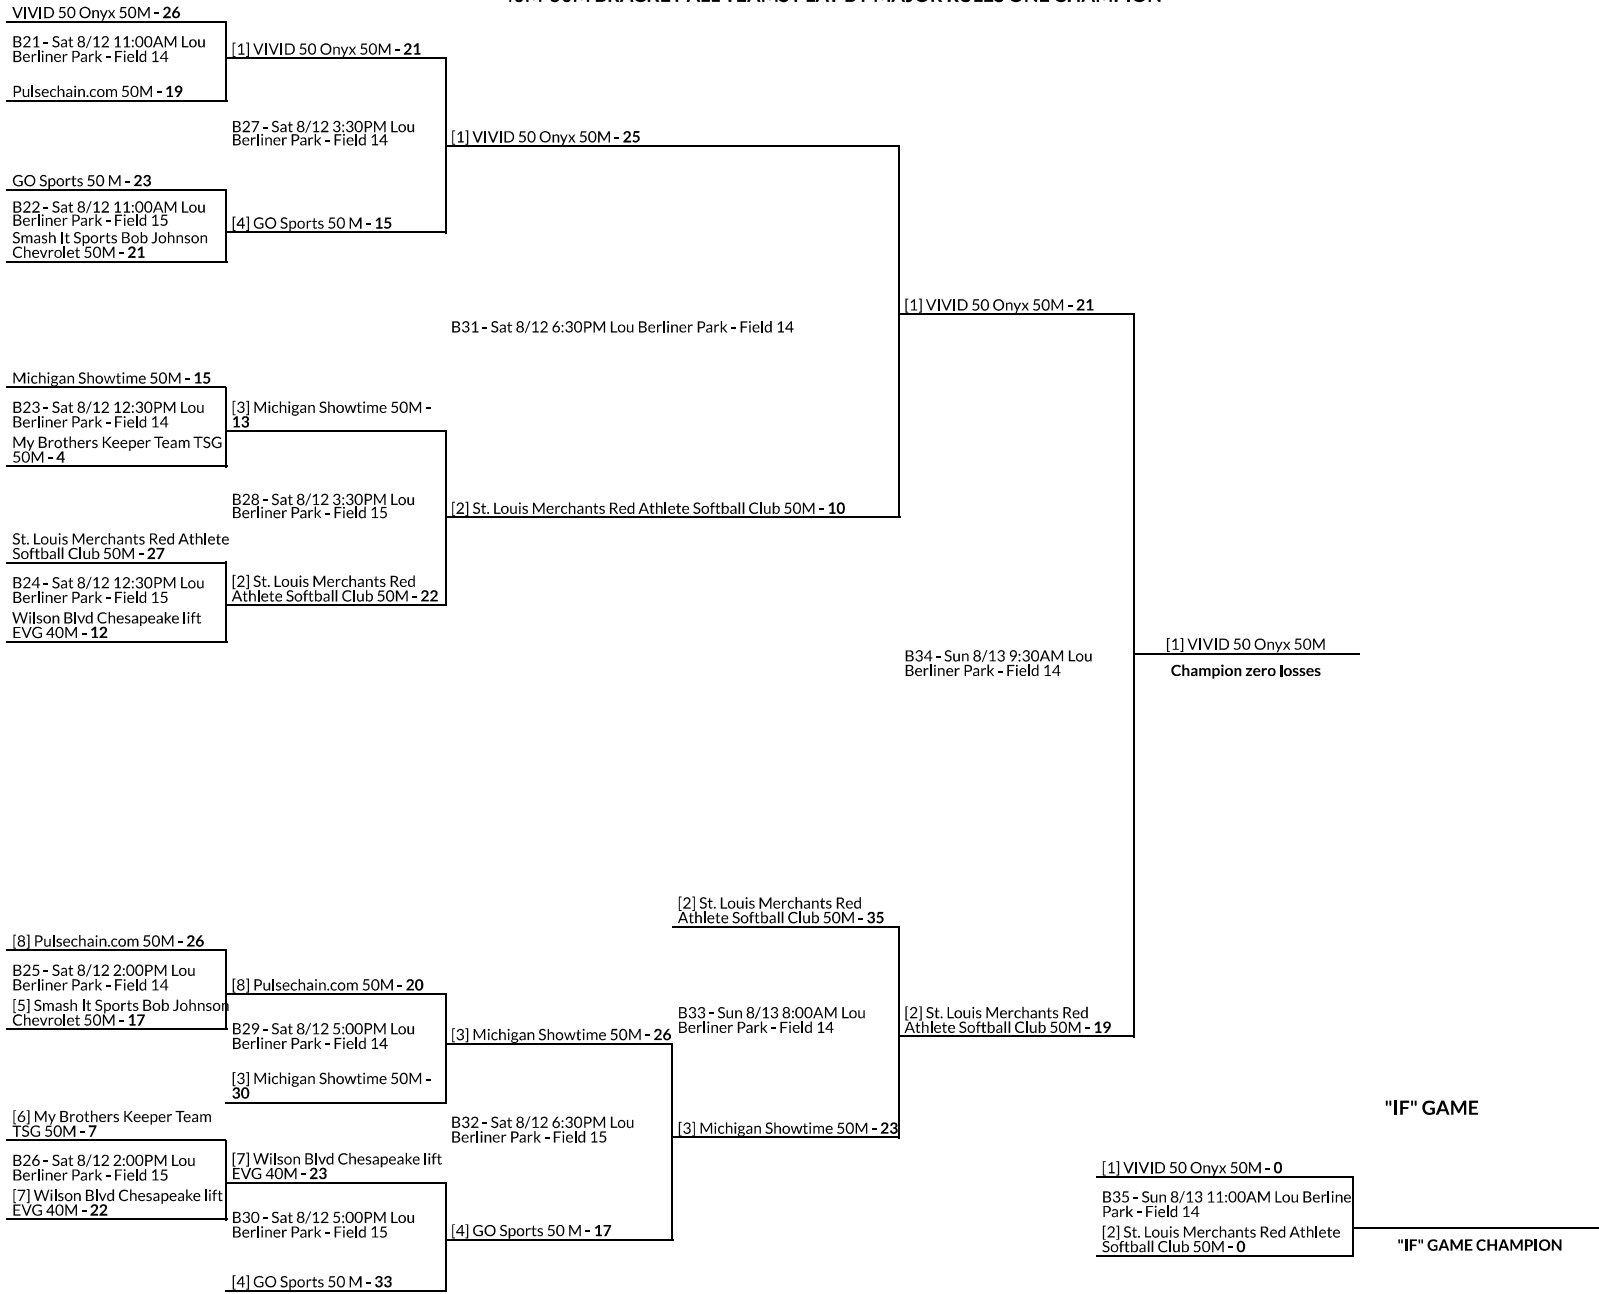 VIVID 50 Onyx 50M - 26
B21 - Sat 8/12 11:00AM Lou
Berliner Park - Field 14
Pulsechain.com 50M - 19
[1] VIVID 50 Onyx 50M - 21
B27 - Sat 8/12 3:30PM Lou
Berliner Park - Field 14
[1] VIVID 50 Onyx 50M - 25
GO Sports 50 M - 23
B22 - Sat 8/12 11:00AM Lou
Berliner Park - Field 15
Smash It Sports Bob Johnson
Chevrolet 50M - 21
[4] GO Sports 50 M - 15
B31 - Sat 8/12 6:30PM Lou Berliner Park - Field 14
[1] VIVID 50 Onyx 50M - 21
Michigan Showtime 50M - 15
B23 - Sat 8/12 12:30PM Lou
Berliner Park - Field 14
My Brothers Keeper Team TSG
50M - 4
[3] Michigan Showtime 50M -
13
B28 - Sat 8/12 3:30PM Lou
Berliner Park - Field 15
[2] St. Louis Merchants Red Athlete Softball Club 50M - 10
St. Louis Merchants Red Athlete
Softball Club 50M - 27
B24 - Sat 8/12 12:30PM Lou
Berliner Park - Field 15
Wilson Blvd Chesapeake lift
EVG 40M - 12
[2] St. Louis Merchants Red
Athlete Softball Club 50M - 22
B34 - Sun 8/13 9:30AM Lou
Berliner Park - Field 14
[1] VIVID 50 Onyx 50M
Champion zero losses
[2] St. Louis Merchants Red
Athlete Softball Club 50M - 35
[8] Pulsechain.com 50M - 26
B25 - Sat 8/12 2:00PM Lou
Berliner Park - Field 14
[5] Smash It Sports Bob Johnson
Chevrolet 50M - 17
[8] Pulsechain.com 50M - 20
B29 - Sat 8/12 5:00PM Lou
Berliner Park - Field 14
[3] Michigan Showtime 50M -
30
[3] Michigan Showtime 50M - 26
B33 - Sun 8/13 8:00AM Lou
Berliner Park - Field 14
[2] St. Louis Merchants Red
Athlete Softball Club 50M - 19
[6] My Brothers Keeper Team
TSG 50M - 7
B26 - Sat 8/12 2:00PM Lou
Berliner Park - Field 15
[7] Wilson Blvd Chesapeake lift
EVG 40M - 22
[7] Wilson Blvd Chesapeake lift
EVG 40M - 23
B30 - Sat 8/12 5:00PM Lou
Berliner Park - Field 15
[4] GO Sports 50 M - 33
B32 - Sat 8/12 6:30PM Lou
Berliner Park - Field 15
[4] GO Sports 50 M - 17
[3] Michigan Showtime 50M - 23
"IF" GAME
[1] VIVID 50 Onyx 50M - 0
B35 - Sun 8/13 11:00AM Lou Berline
Park - Field 14
[2] St. Louis Merchants Red Athlete
Softball Club 50M - 0
"IF" GAME CHAMPION